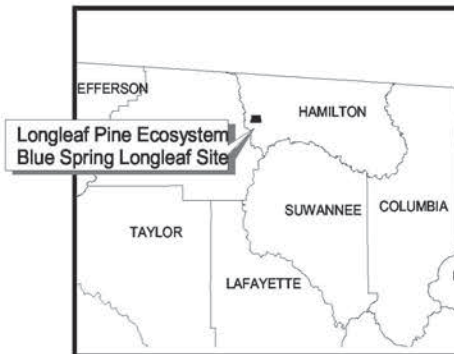 EFFERSON
HAMILTON
Longleaf Pine Ecosystem
Blue Spring Longleaf Site
SUWANNEE
COLUMBIA
TAYLOR
LAFAYETTE